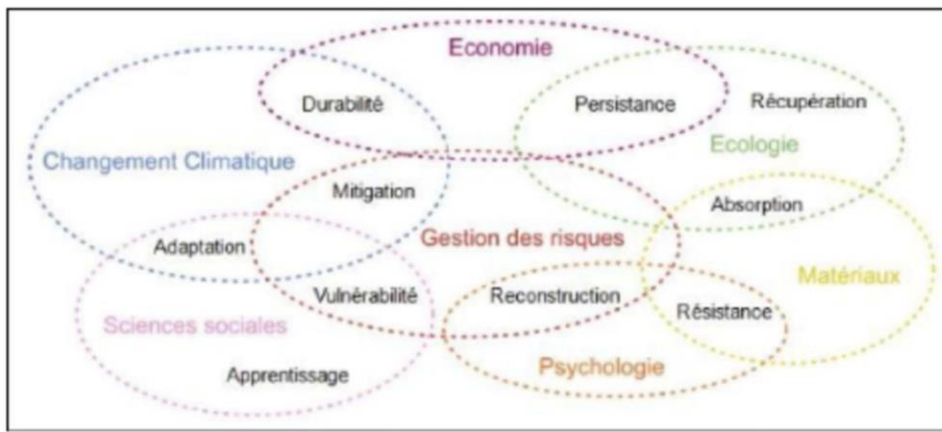 Economie
Durabilité
Persistance
Récupération
Ecologie
Changement Climatique
Mitigation
Absorption
Adaptation
Gestion des risques
Matériaux
Vulnérabilité
Reconstruction
Résistance
Sciences sociales
Psychologie
Apprentissage